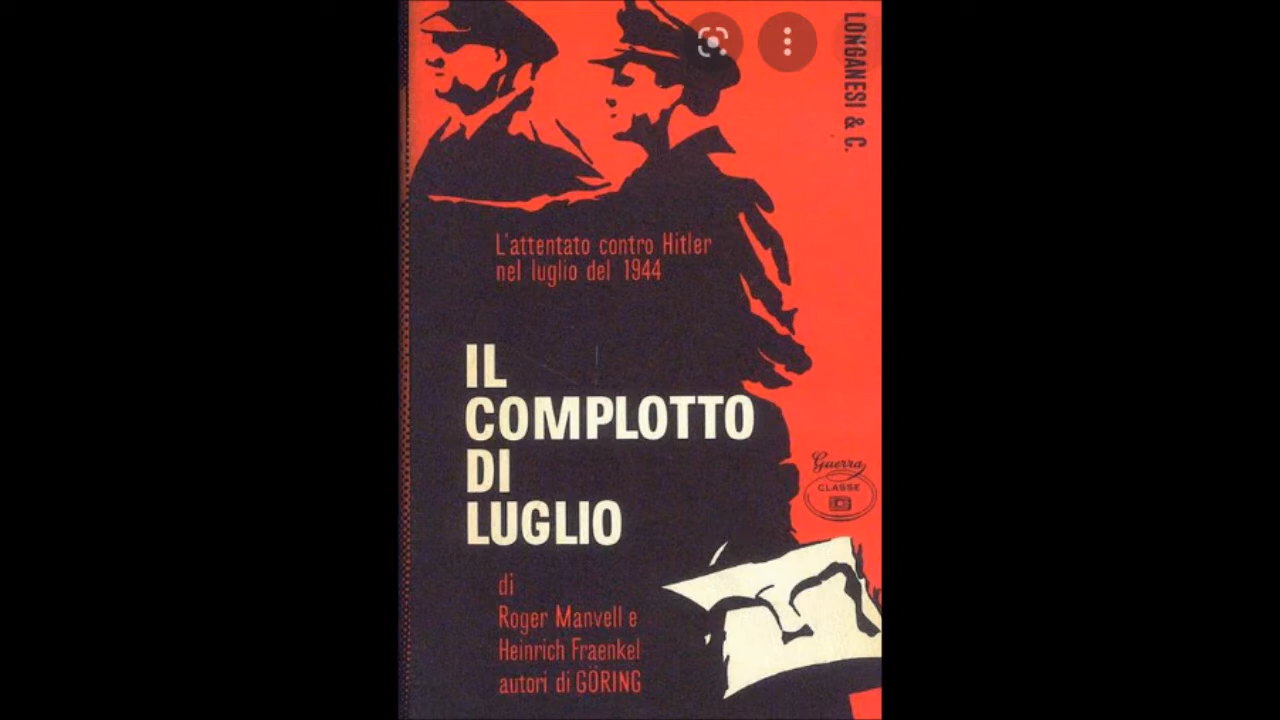 LONGANESI & C.
L'attentato contro Hitler
nel luglio del 1944
IL
COMPLOTTO
DI
LUGLIO
Guerra
CLASSE
di
Roger Manvell e
Heinrich Fraenkel
autori di GÖRING